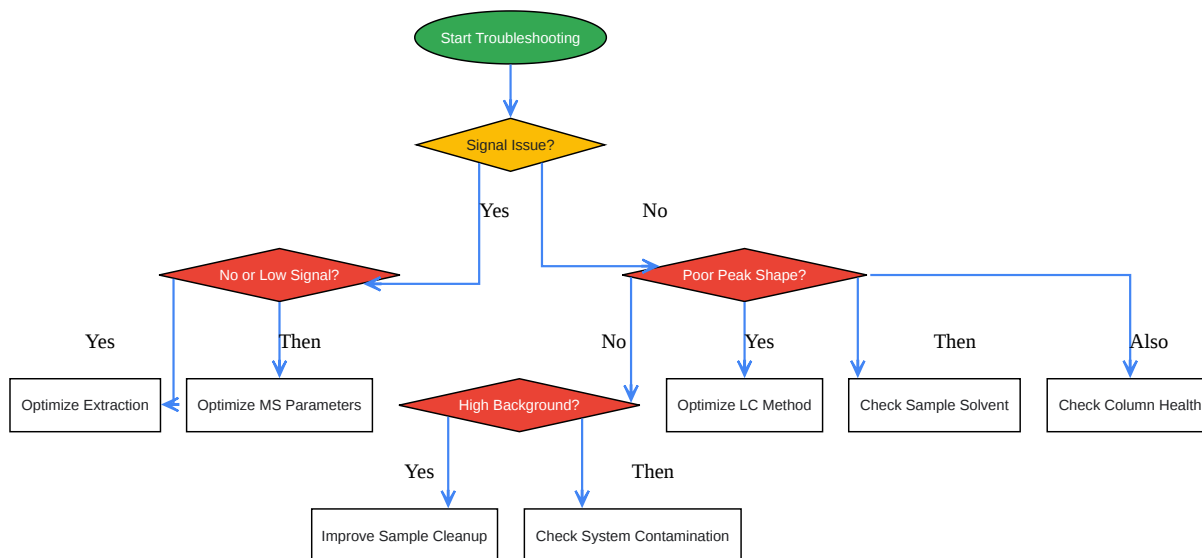 Start Troubleshooting
Signal Issue?
Yes
No
No or Low Signal?
Poor Peak Shape?
Yes
Then
No
Yes
Then
Also
Optimize Extraction
Optimize MS Parameters
High Background?
Optimize LC Method
Check Sample Solvent
Check Column Health
Yes
Then
Improve Sample Cleanup
Check System Contamination